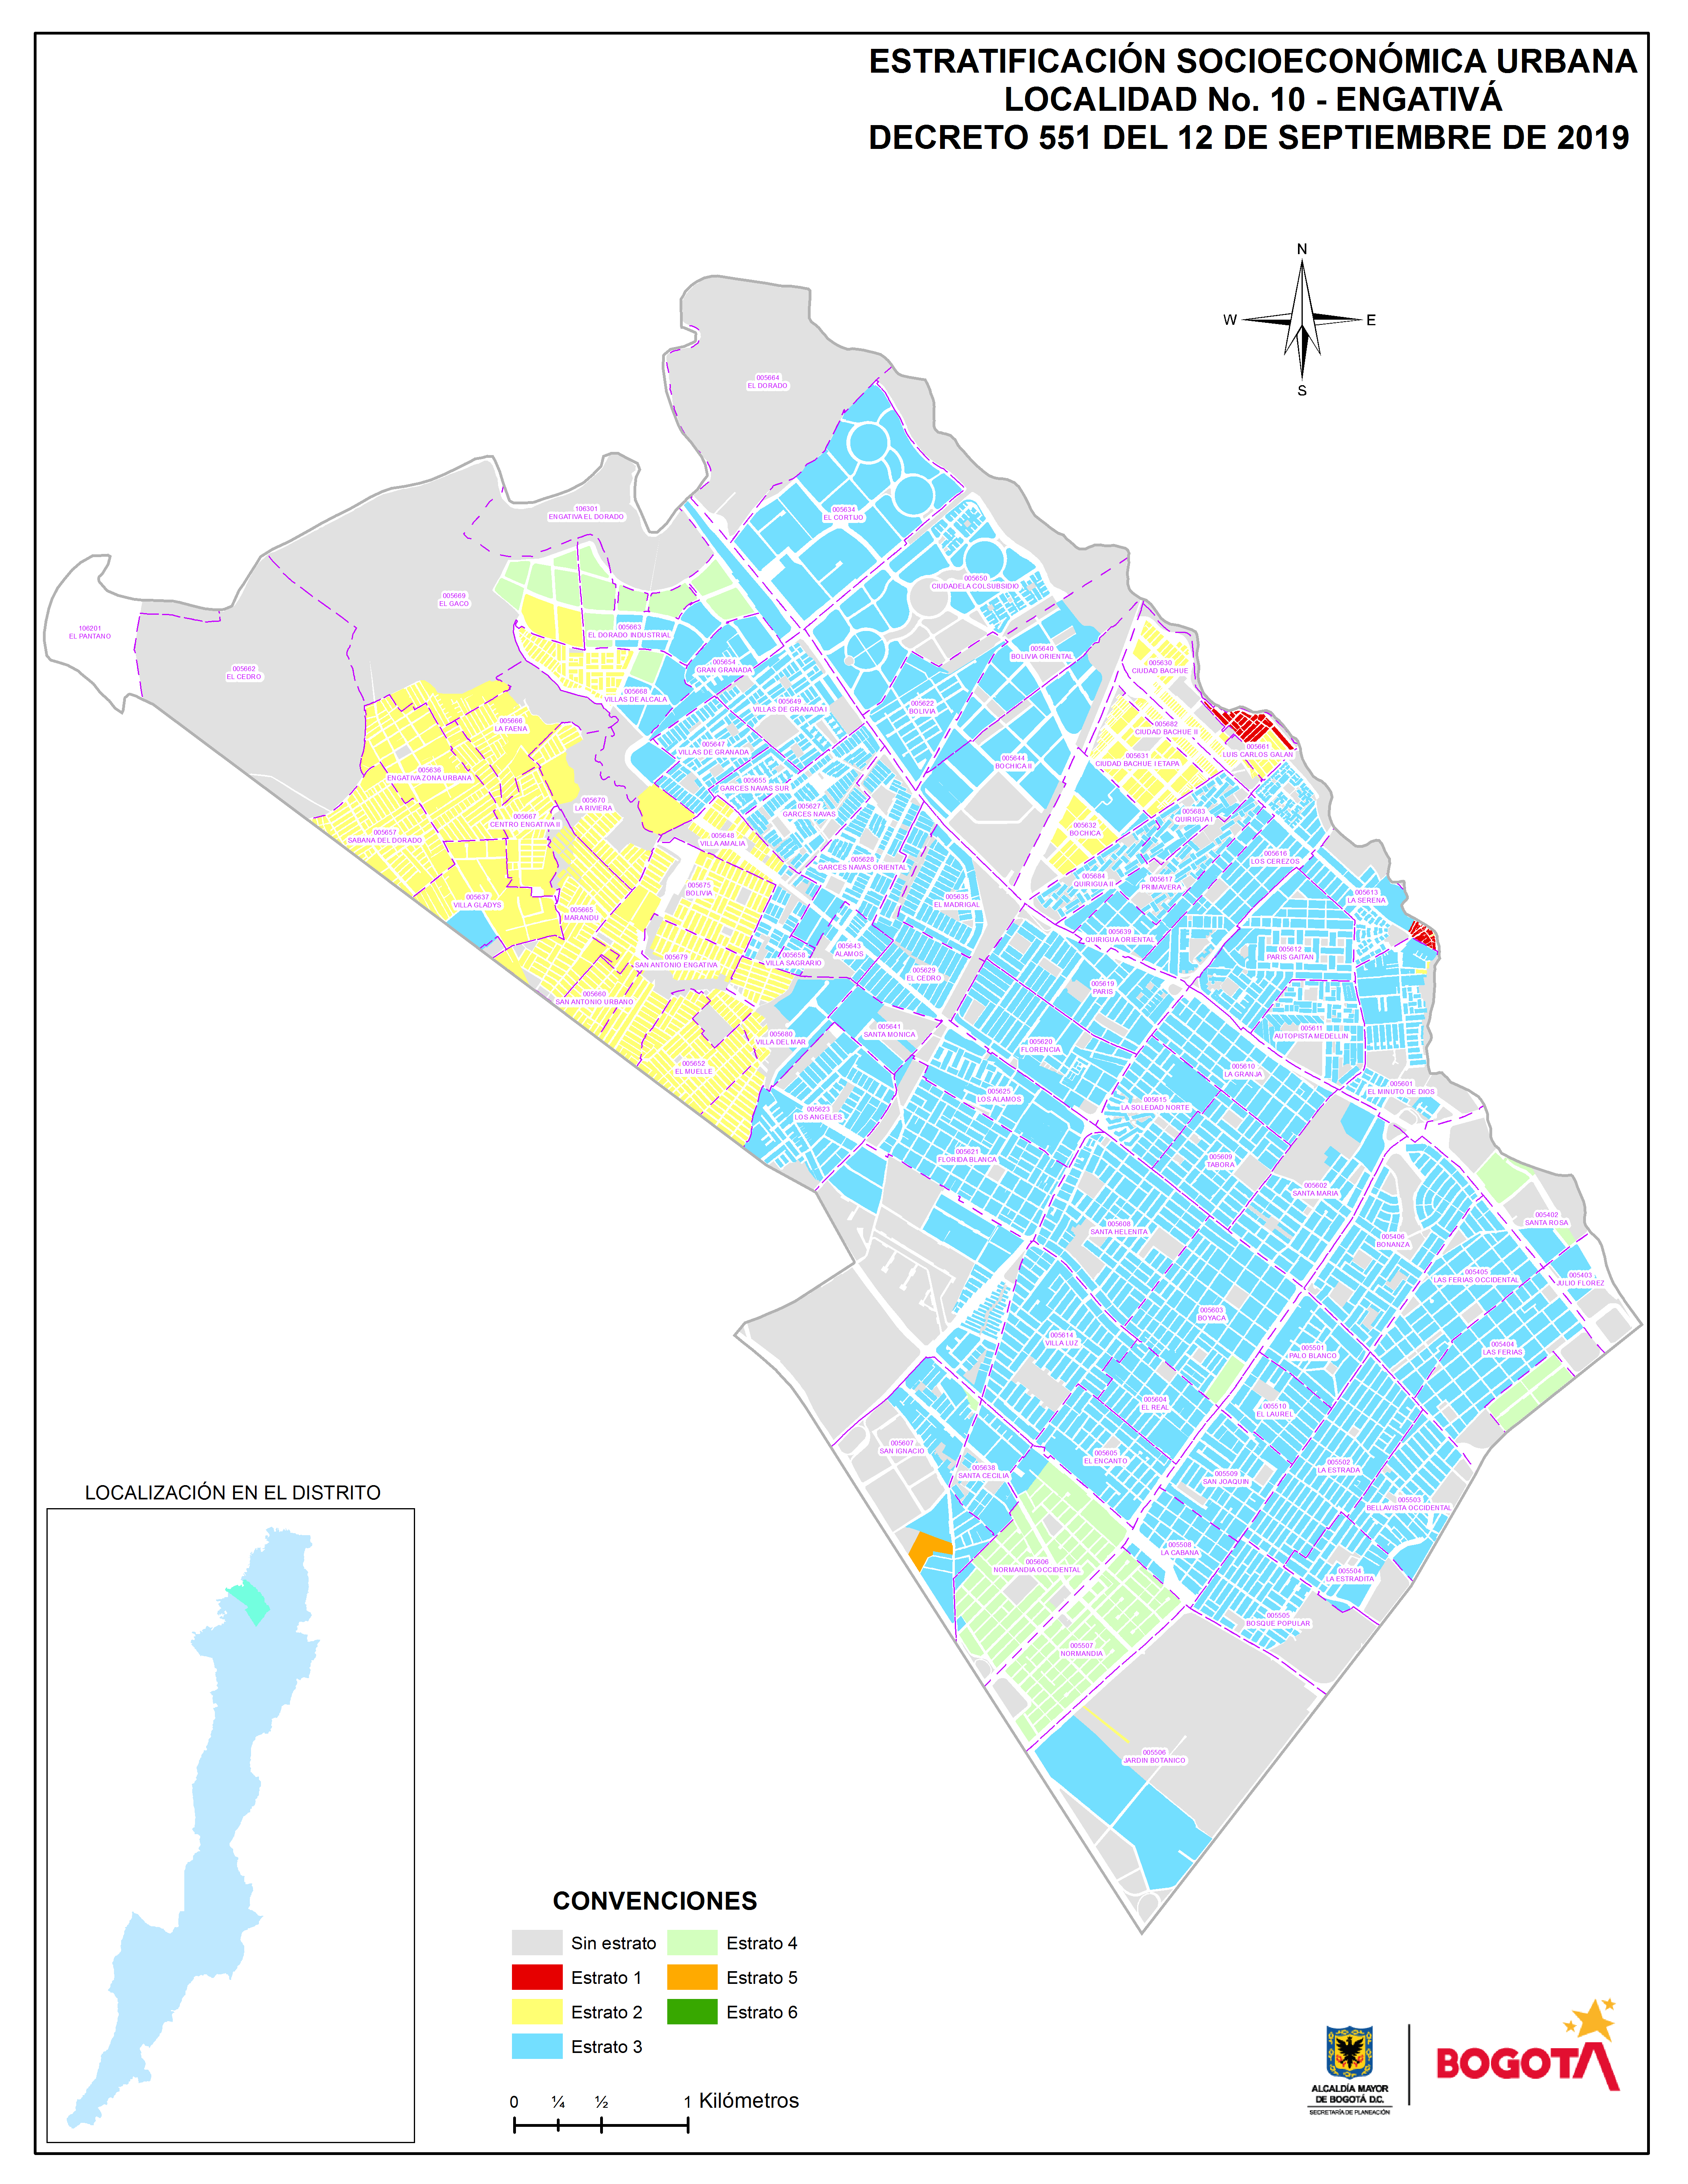 ESTRATIFICACIÓN SOCIOECONÓMICA URBANA
LOCALIDAD No. 10 - ENGATIVÁ
DECRETO 551 DEL 12 DE SEPTIEMBRE DE 2019
N
W
E
S
005664
EL DORADO
106301
ENGATIVA EL DORADO
005634
EL CORTIJO
005650
CIUDADELA COLSUBSIDIO
005669
EL GACO
106201
EL PANTANO
005662
EL CEDRO
005663
EL DORADO INDUSTRIAL
005654
GRAN GRANADA
005640
BOLIVIA ORIENTAL
005630
CIUDAD BACHUE
005668
VILLAS DE ALCALA
005649
VILLAS DE GRANADA I
005622
BOLIVIA
005682
CIUDAD BACHUE II
005666
LA FAENA
005647
VILLAS DE GRANADA
005644
BOCHICA II
005631
CIUDAD BACHUE I ETAPA
005661
LUIS CARLOS GALAN
005636
ENGATIVA ZONA URBANA
005655
GARCES NAVAS SUR
005670
LA RIVIERA
005627
GARCES NAVAS
005683
QUIRIGUA I
005667
CENTRO ENGATIVA II
005657
SABANA DEL DORADO
005648
VILLA AMALIA
005632
BOCHICA
005628
GARCES NAVAS ORIENTAL
005616
LOS CEREZOS
005684
QUIRIGUA II
005617
PRIMAVERA
005675
BOLIVIA
005637
VILLA GLADYS
005635
EL MADRIGAL
005613
LA SERENA
005665
MARANDU
005639
QUIRIGUA ORIENTAL
005643
ALAMOS
005658
VILLA SAGRARIO
005612
PARIS GAITAN
005679
SAN ANTONIO ENGATIVA
005629
EL CEDRO
005619
PARIS
005660
SAN ANTONIO URBANO
005641
SANTA MONICA
005680
VILLA DEL MAR
005611
AUTOPISTA MEDELLIN
005620
FLORENCIA
005652
EL MUELLE
005610
LA GRANJA
005601
EL MINUTO DE DIOS
005625
LOS ALAMOS
005615
LA SOLEDAD NORTE
005623
LOS ANGELES
005621
FLORIDA BLANCA
005609
TABORA
005602
SANTA MARIA
005402
SANTA ROSA
005608
SANTA HELENITA
005406
BONANZA
005405
LAS FERIAS OCCIDENTAL
005403
JULIO FLOREZ
005603
BOYACA
005614
VILLA LUZ
005501
PALO BLANCO
005404
LAS FERIAS
005604
EL REAL
005510
EL LAUREL
005607
SAN IGNACIO
005605
EL ENCANTO
005638
SANTA CECILIA
005509
SAN JOAQUIN
005502
LA ESTRADA
005503
BELLAVISTA OCCIDENTAL
005508
LA CABANA
005606
NORMANDIA OCCIDENTAL
005504
LA ESTRADITA
005505
BOSQUE POPULAR
005507
NORMANDIA
005506
JARDIN BOTANICO
LOCALIZACIÓN EN EL DISTRITO
CONVENCIONES
Sin estrato
Estrato 1
Estrato 2
Estrato 3
Estrato 4
Estrato 5
Estrato 6
0 ¼ ½ 1 Kilómetros
ALCALDÍA MAYOR
DE BOGOTÁ D.C.
SECRETARÍA DE PLANEACIÓN
BOGOTÁ